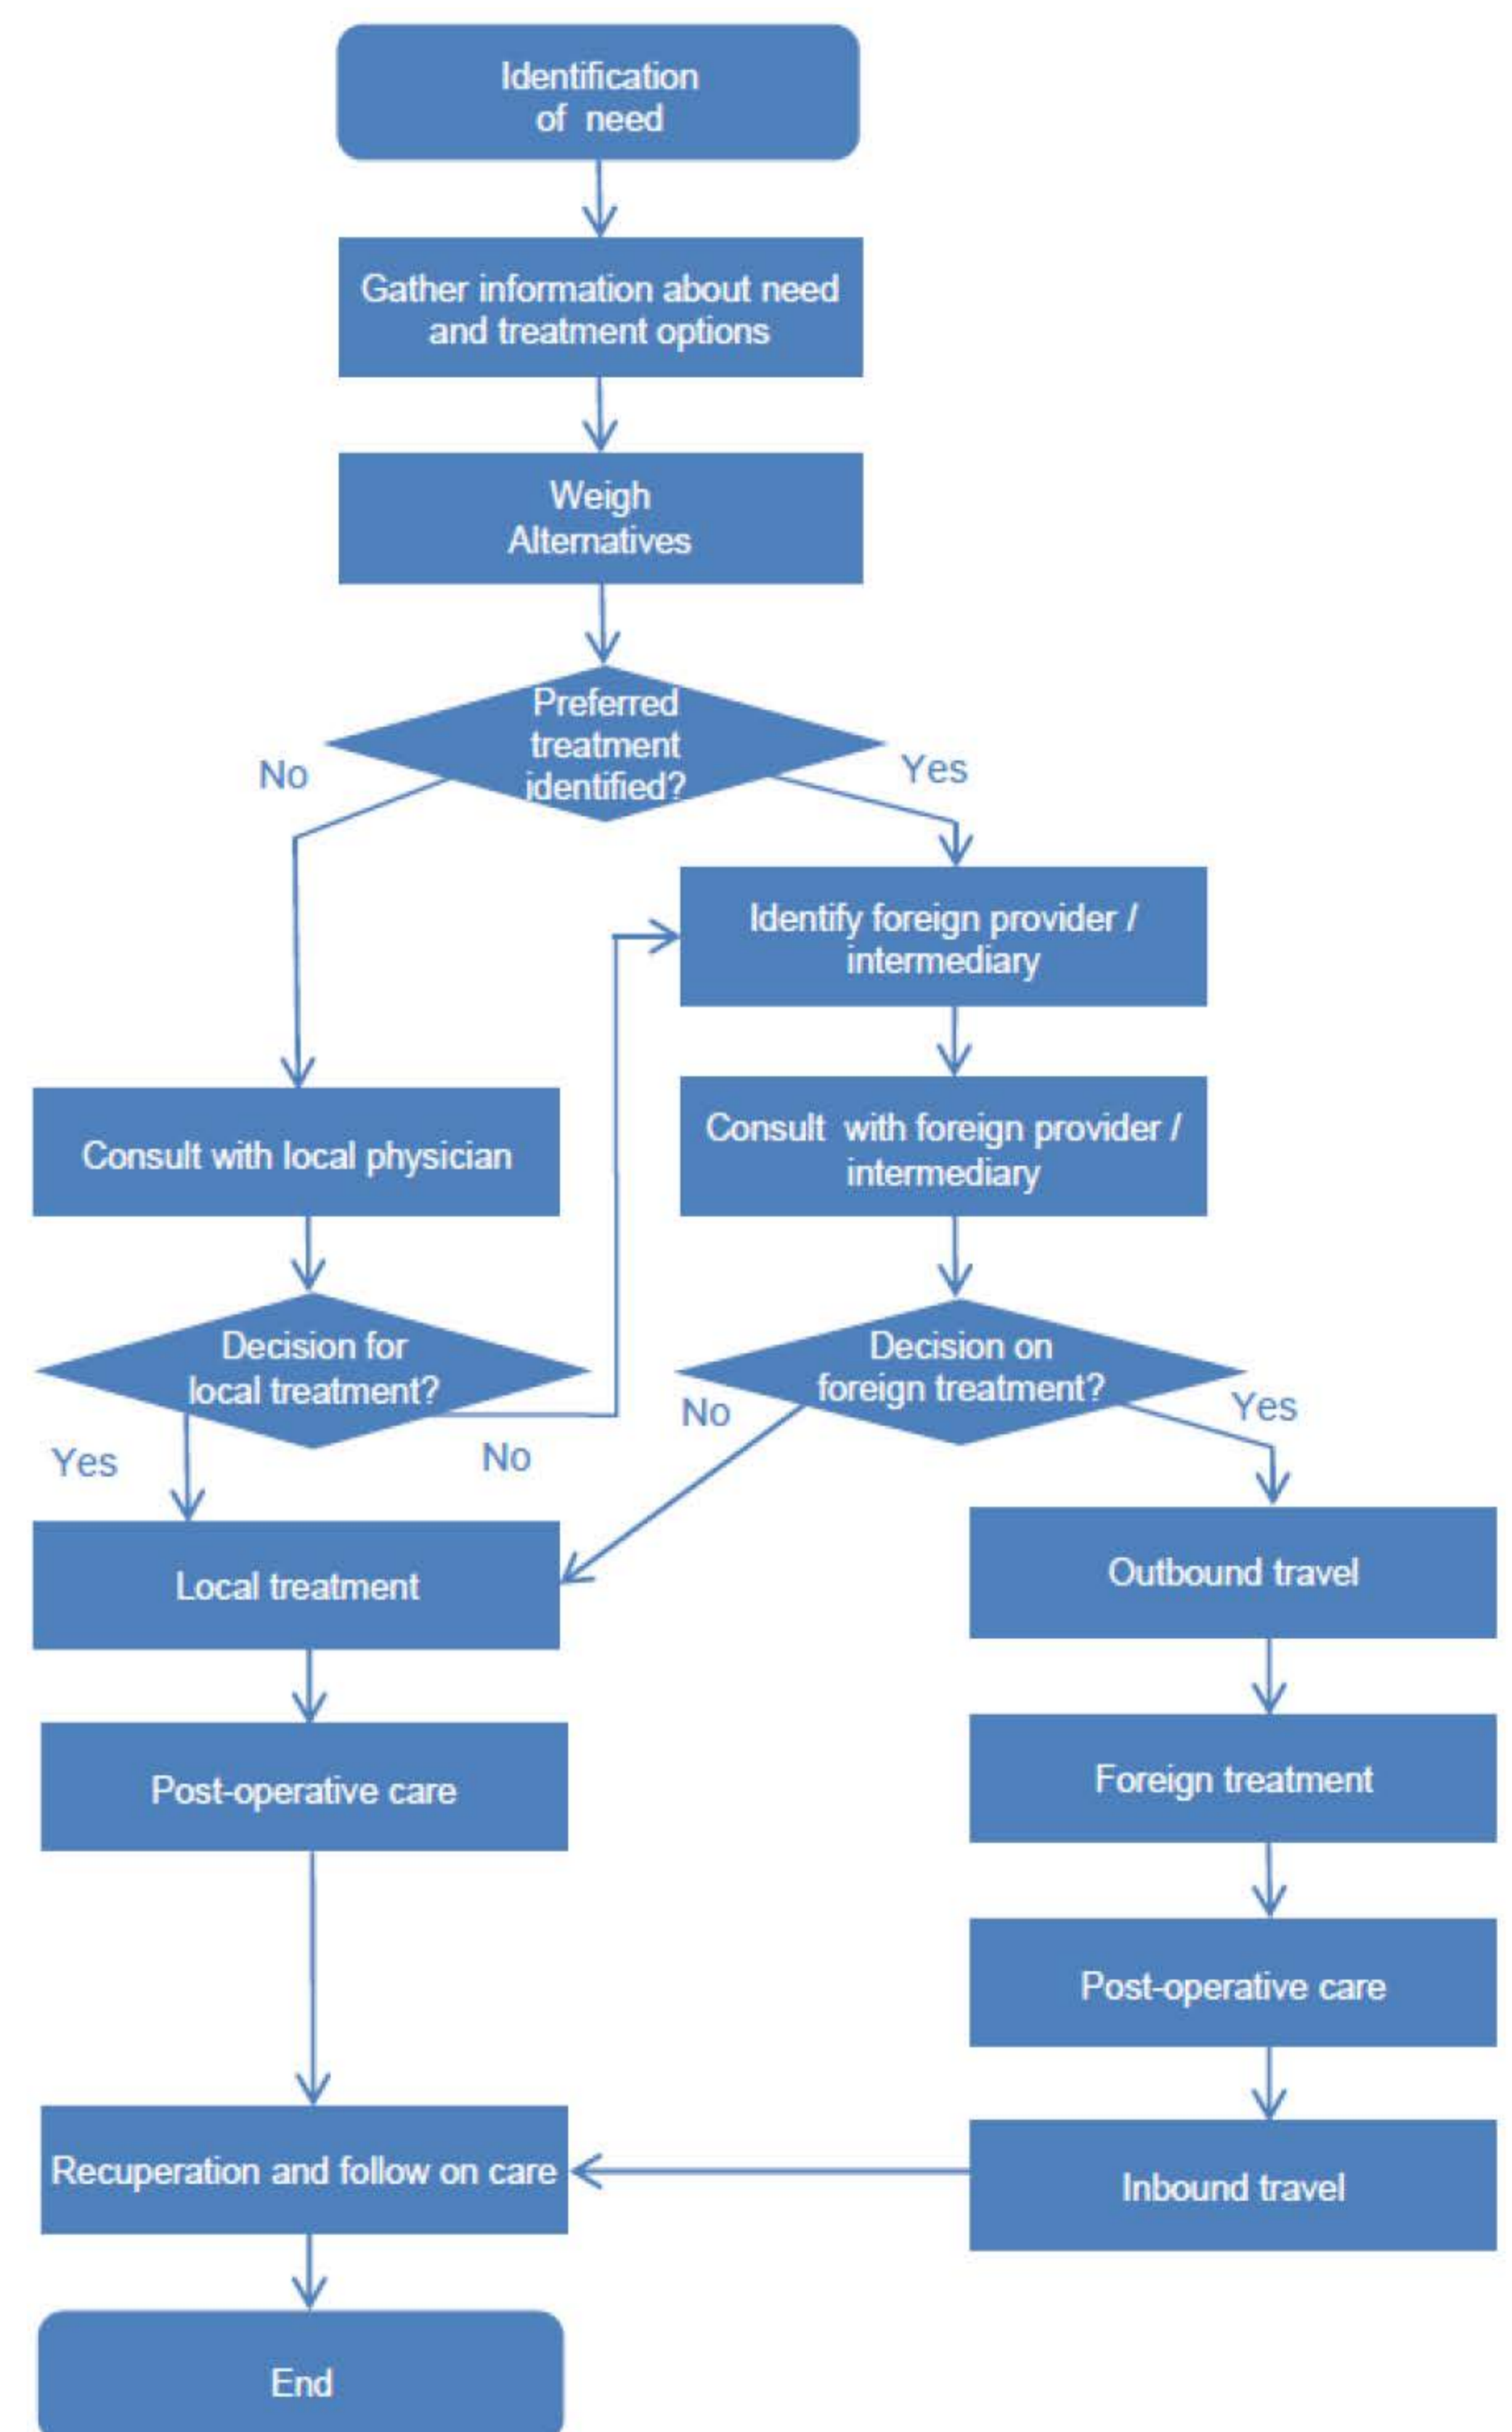 Identification
of need
Gather information about need
and treatment options
Weigh
Alternatives
Preferred
treatment
identified?
No
Yes
Identify foreign provider /
intermediary
Consult with foreign provider /
intermediary
Consult with local physician
Decision for
local treatment?
Decision on
foreign treatment?
Yes
No
No
Yes
Local treatment
Outbound travel
Post-operative care
Foreign treatment
Post-operative care
Recuperation and follow on care
Inbound travel
End